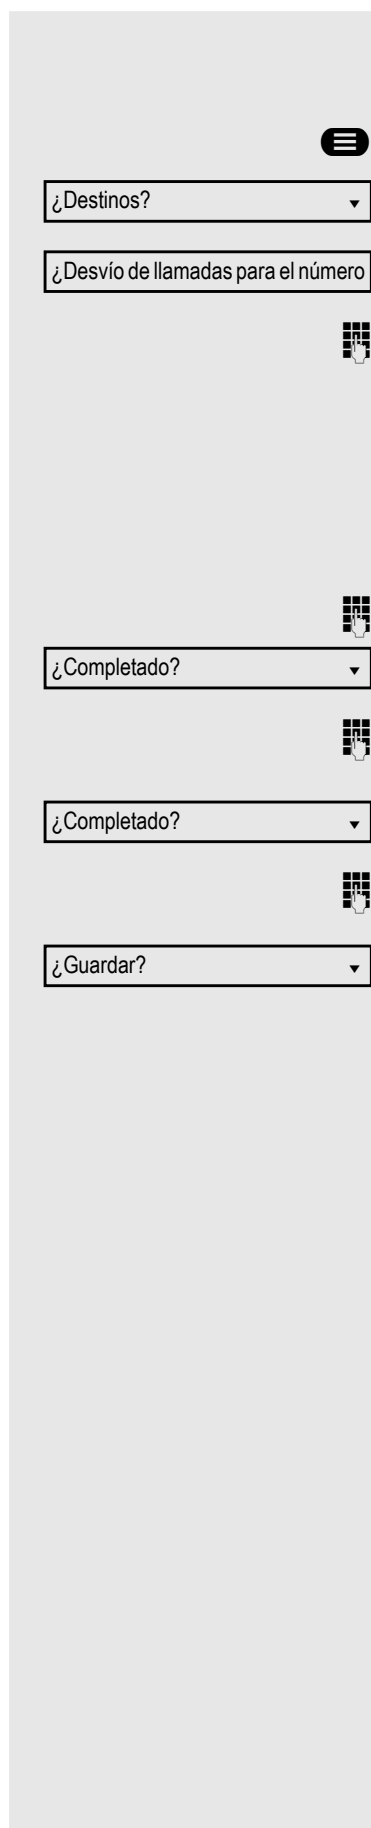 ¿Destinos?
¿Desvío de llamadas para el número
¿Completado?
¿Completado?
¿Guardar?